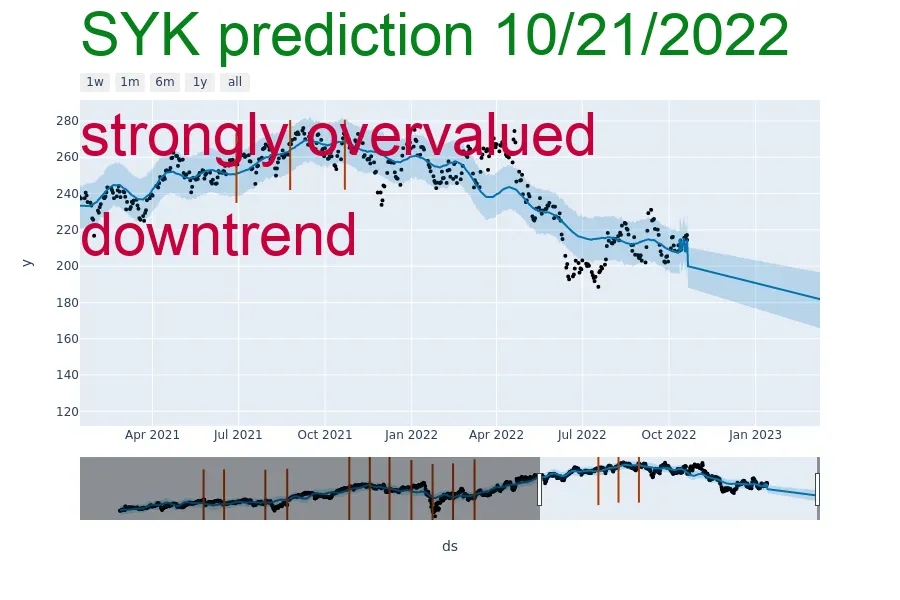 SYK prediction 10/21/2022
1w 1m 6m 1y all
280
strongly overvalued
260
240
220
downtrend
y
200
180
160
140
120
Apr 2021 Jul 2021 Oct 2021 Jan 2022 Apr 2022 Jul 2022 Oct 2022 Jan 2023
ds